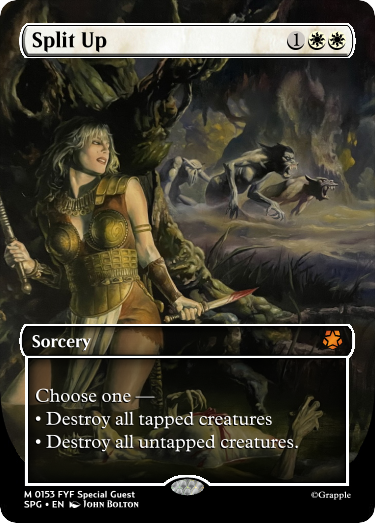 Split Up 1
Sorcery
Choose one —
• Destroy all tapped creatures
• Destroy all untapped creatures.
M 0153 FYF Special Guest
SPG • EN John Bolton
©Grapple